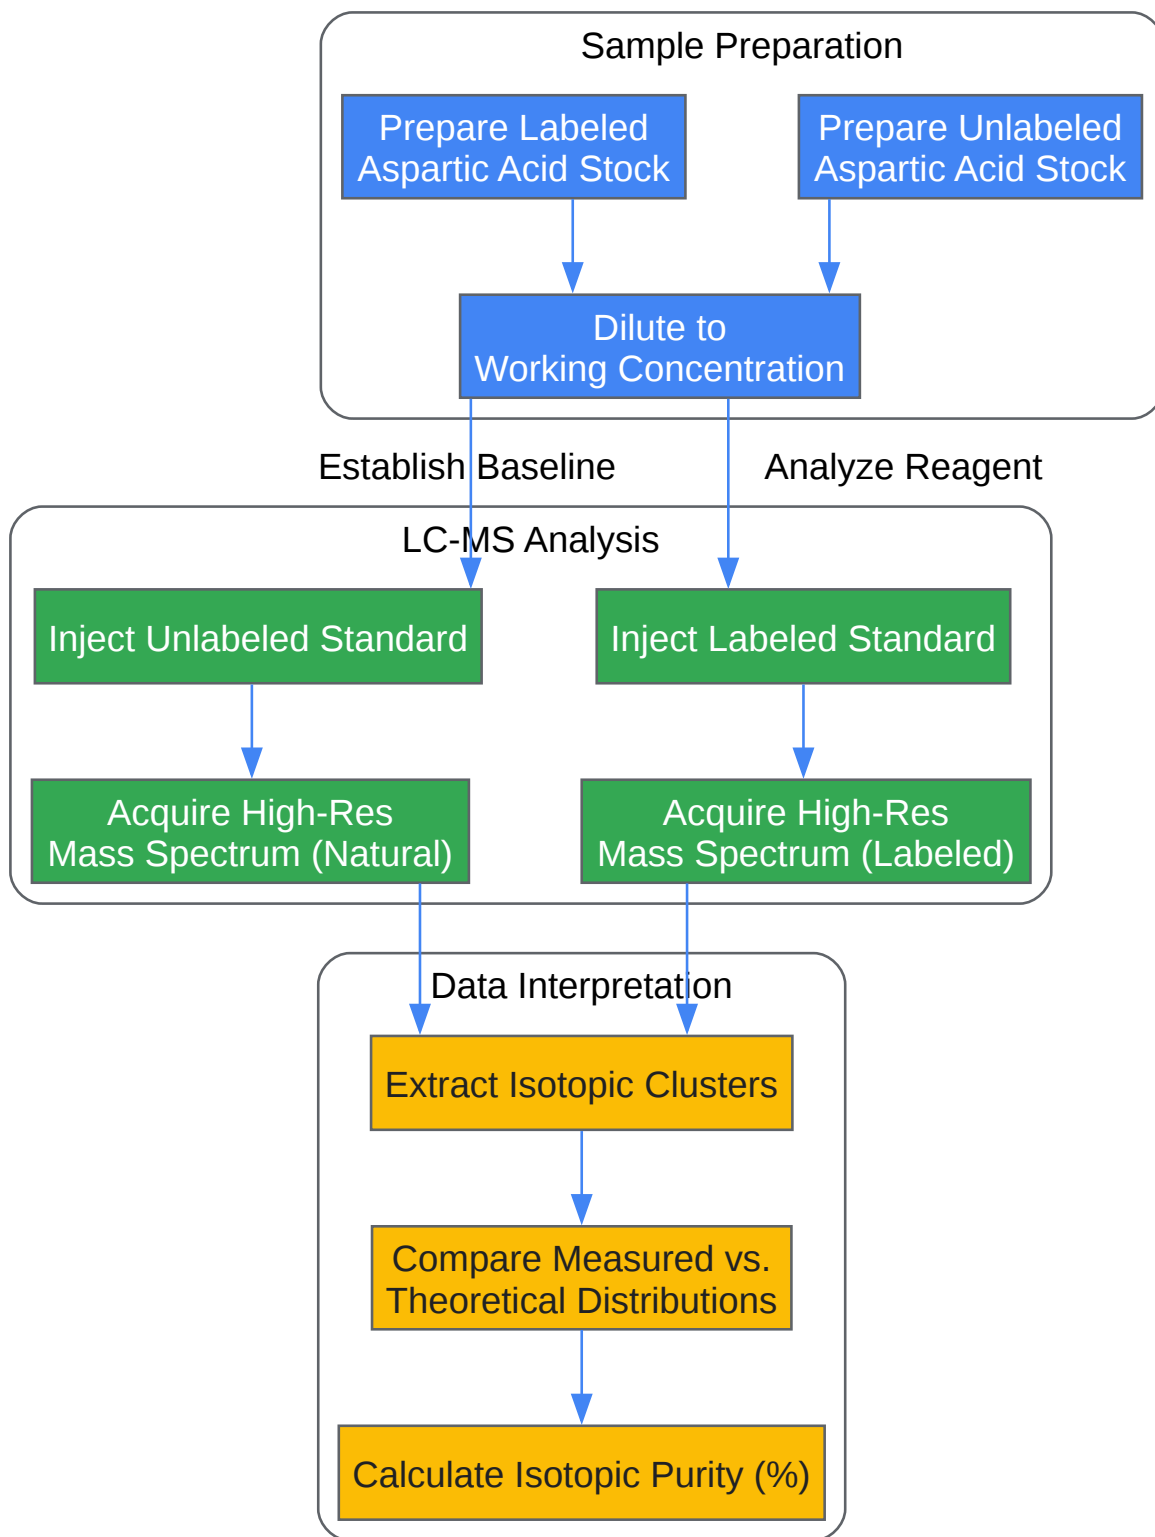 Sample Preparation
Prepare Labeled
Aspartic Acid Stock
Prepare Unlabeled
Aspartic Acid Stock
Dilute to
Working Concentration
Establish Baseline
Analyze Reagent
LC-MS Analysis
Inject Unlabeled Standard
Inject Labeled Standard
Acquire High-Res
Mass Spectrum (Natural)
Acquire High-Res
Mass Spectrum (Labeled)
Data Interpretation
Extract Isotopic Clusters
Compare Measured vs.
Theoretical Distributions
Calculate Isotopic Purity (%)